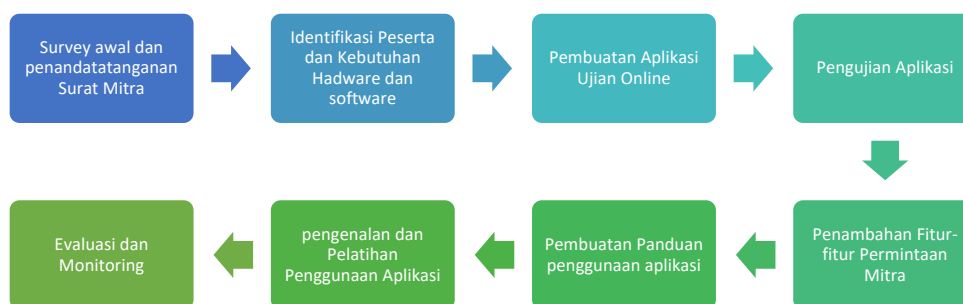 Survey awal dan
penandatatanganan
Surat Mitra
Identifikasi Peserta
dan Kebutuhan
Hadware dan
software
Pembuatan Aplikasi
Ujian Online
Pengujian Aplikasi
Penambahan Fitur-
fitur Permintaan
Mitra
Pembuatan Panduan
penggunaan aplikasi
pengenalan dan
Pelatihan
Penggunaan Aplikasi
Evaluasi dan
Monitoring